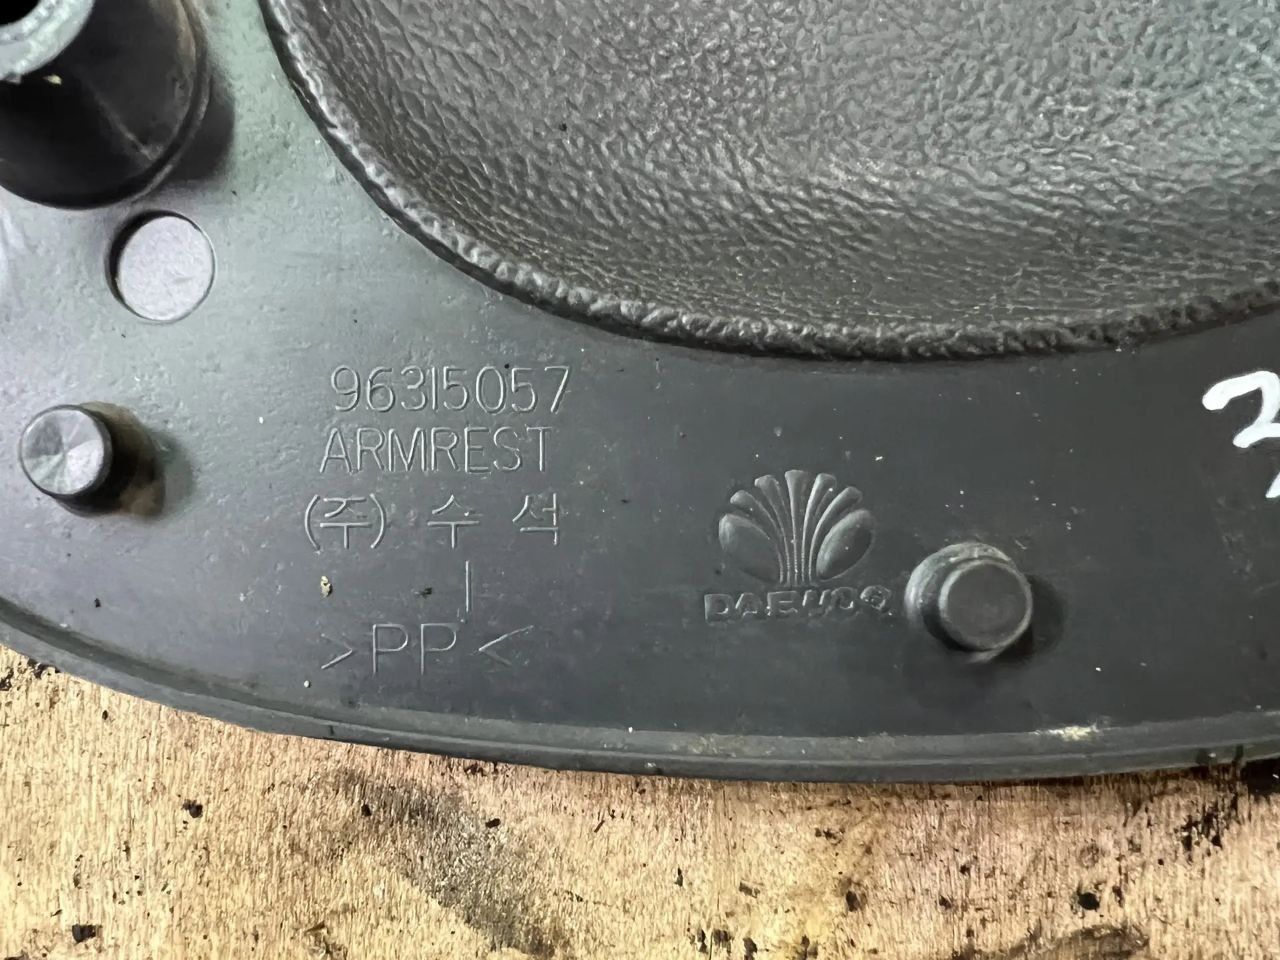 96315057
ARMREST
(주) 수 석
>PP<
DAEWOO